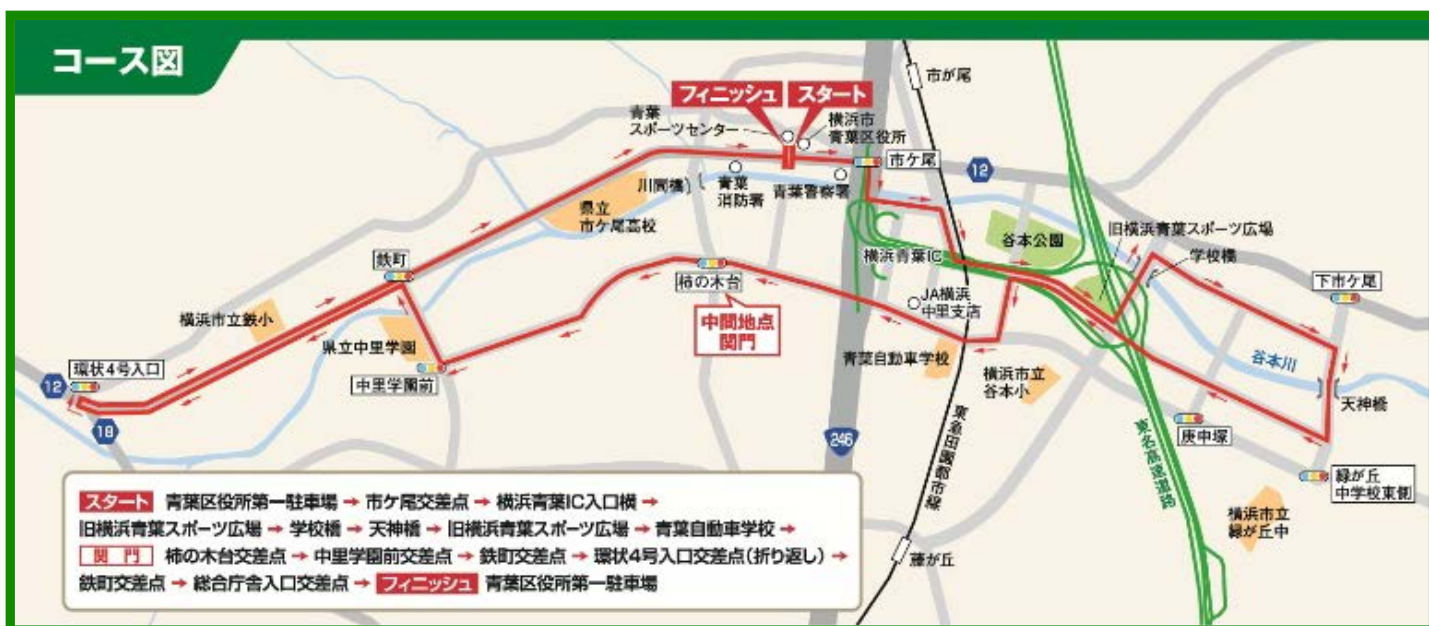 コース図
市が尾
フィニッシュ
スタート
青葉
スポーツセンター
横浜市
青葉区役所
市ケ尾
12
川間橋
青葉
消防署
青葉警察署
県立
市ケ尾高校
谷本公園
旧横浜青葉スポーツ広場
学校橋
横浜青葉IC
鉄町
柿の木台
中間地点
関門
JA横浜
中里支店
下市ケ尾
横浜市立鉄小
県立中里学園
青葉自動車学校
横浜市立
谷本小
谷本川
天神橋
環状4号入口
12
中里学園前
18
246
東急田園都市線
東名高速道路
庚申塚
緑が丘
中学校東側
横浜市立
緑が丘中
藤が丘
スタート 青葉区役所第一駐車場 → 市ケ尾交差点 → 横浜青葉IC入口横 →
旧横浜青葉スポーツ広場 → 学校橋 → 天神橋 → 旧横浜青葉スポーツ広場 → 青葉自動車学校 →
関門 柿の木台交差点 → 中里学園前交差点 → 鉄町交差点 → 環状4号入口交差点(折り返し) →
鉄町交差点 → 総合庁舎入口交差点 → フィニッシュ 青葉区役所第一駐車場